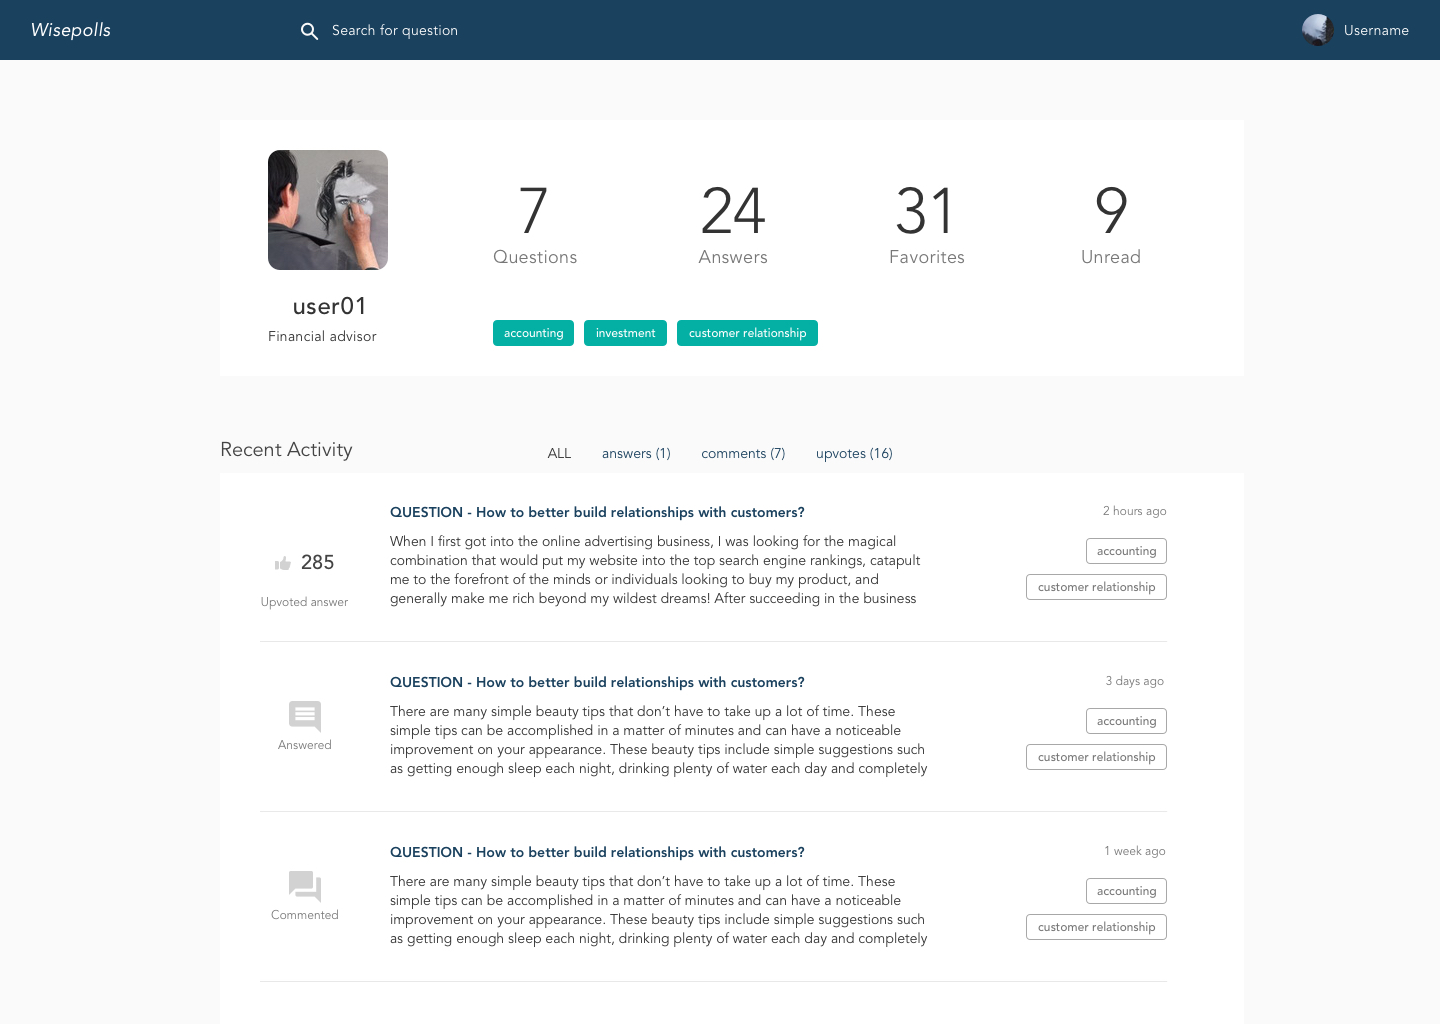 Wisepolls
Search for question
Username
7
Questions
24
Answers
31
Favorites
9
Unread
user01
Financial advisor
accounting
investment
customer relationship
Recent Activity
ALL
answers (1)
comments (7)
upvotes (16)
QUESTION - How to better build relationships with customers?
2 hours ago
285
Upvoted answer
When I first got into the online advertising business, I was looking for the magical
combination that would put my website into the top search engine rankings, catapult
me to the forefront of the minds or individuals looking to buy my product, and
generally make me rich beyond my wildest dreams! After succeeding in the business
accounting
customer relationship
QUESTION - How to better build relationships with customers?
3 days ago
Answered
There are many simple beauty tips that don’t have to take up a lot of time. These
simple tips can be accomplished in a matter of minutes and can have a noticeable
improvement on your appearance. These beauty tips include simple suggestions such
as getting enough sleep each night, drinking plenty of water each day and completely
accounting
customer relationship
QUESTION - How to better build relationships with customers?
1 week ago
Commented
There are many simple beauty tips that don’t have to take up a lot of time. These
simple tips can be accomplished in a matter of minutes and can have a noticeable
improvement on your appearance. These beauty tips include simple suggestions such
as getting enough sleep each night, drinking plenty of water each day and completely
accounting
customer relationship